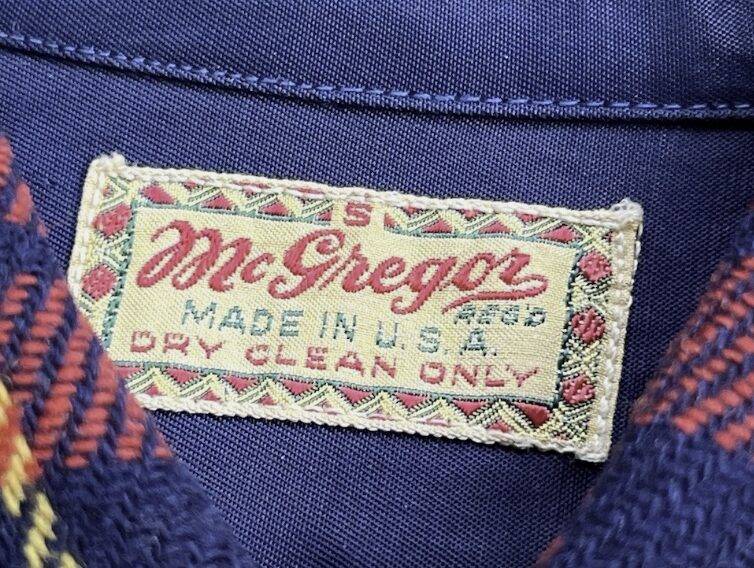 S
McGregor
REGD
MADE IN U.S.A.
DRY CLEAN ONLY